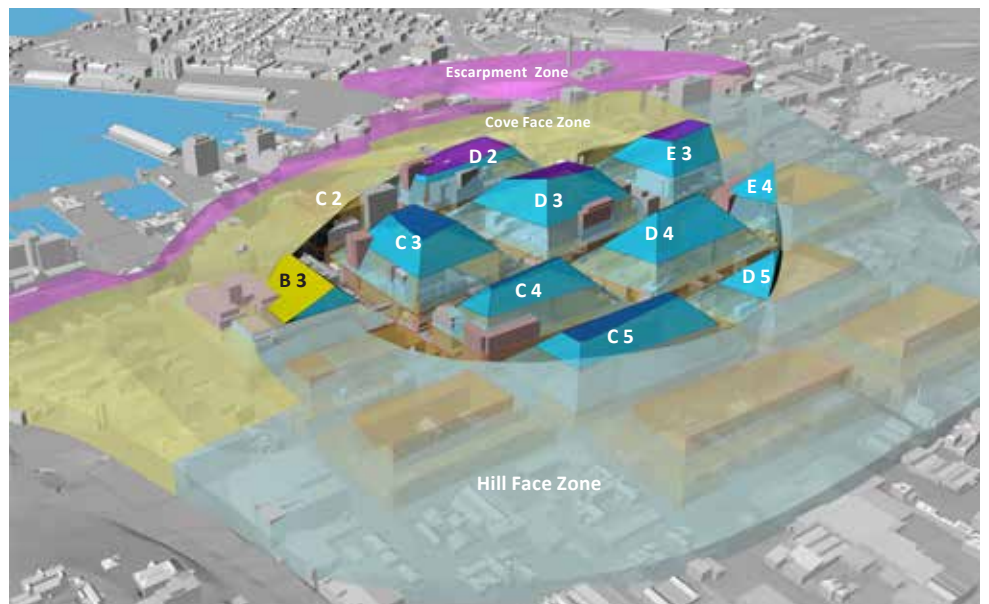 Escarpment Zone
Cove Face Zone
D 2
E 3
E 4
C 2
D 3
C 3
D 4
B 3
C 4
D 5
C 5
Hill Face Zone